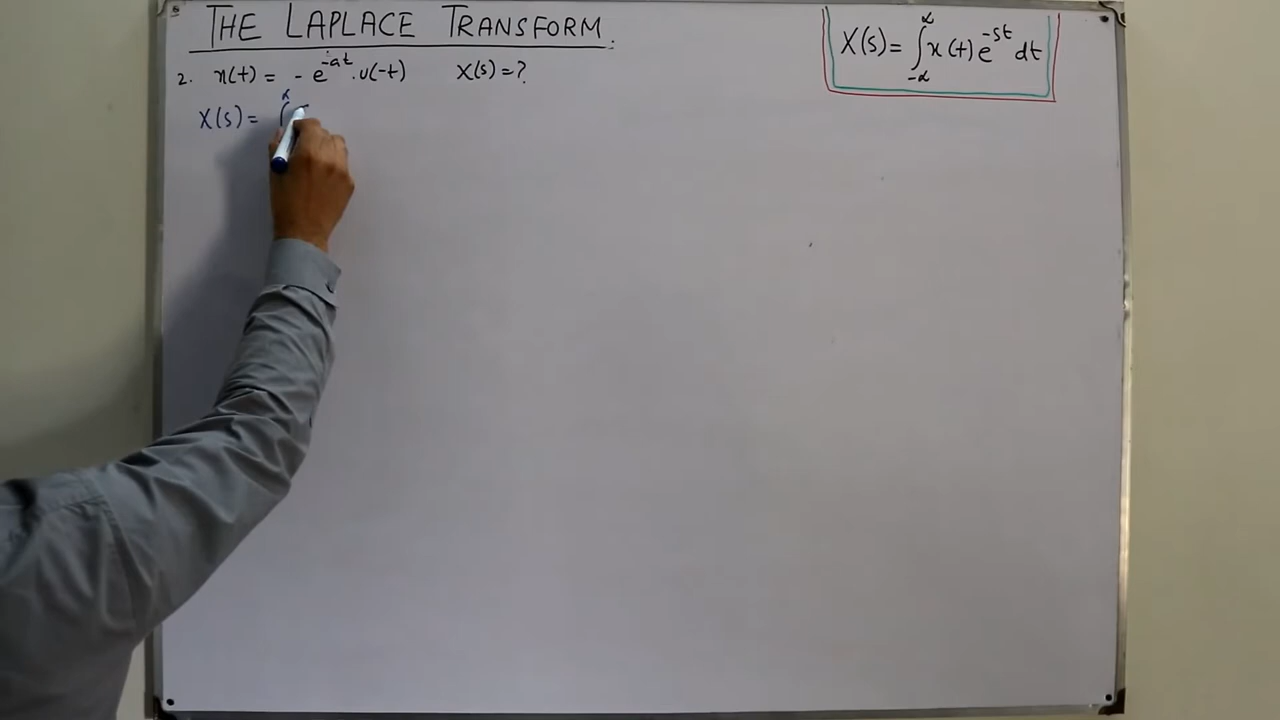 THE LAPLACE TRANSFORM.
X(s) = ∫_{-∞}^{∞} x(t) e^{-st} dt
2. x(t) = - e^{-at}.u(-t) X(s) = ?
X(s) = ∫^{∞}